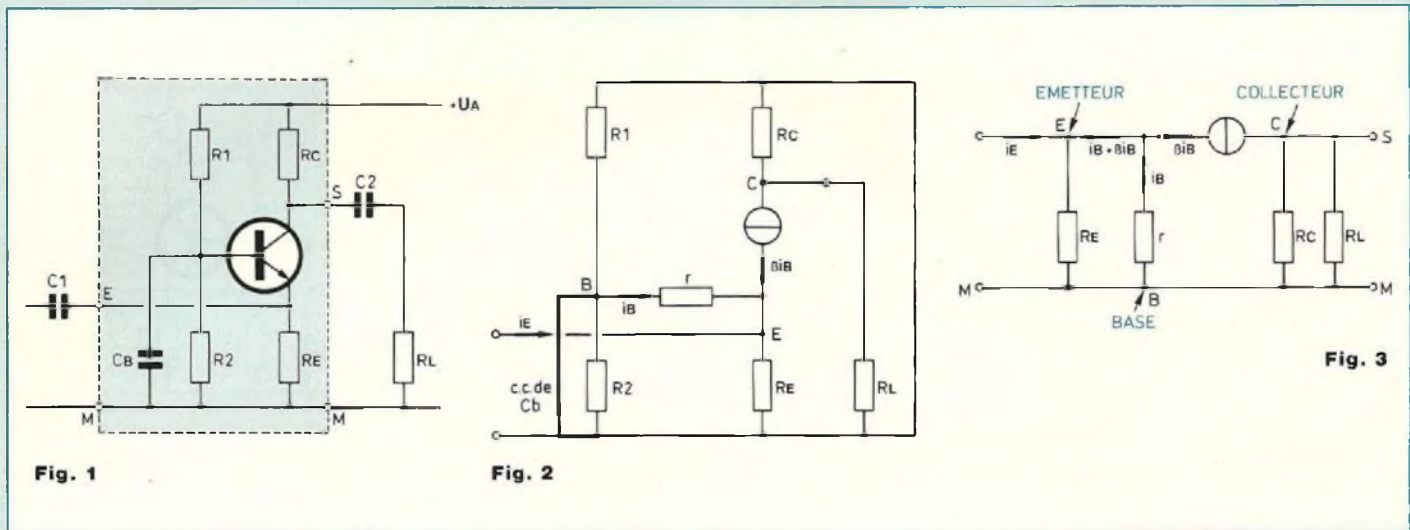 +UA
R1
RC
S
C2
C1
E
CB
R2
RE
RL
M
M
Fig. 1
R1
RC
C
βiB
B
r
iB
iE
E
c.c.de
Cb
R2
RE
RL
Fig. 2
EMETTEUR
COLLECTEUR
E
C
S
iE
iB + βiB
βiB
iB
RE
r
RC
RL
M
B
M
BASE
Fig. 3